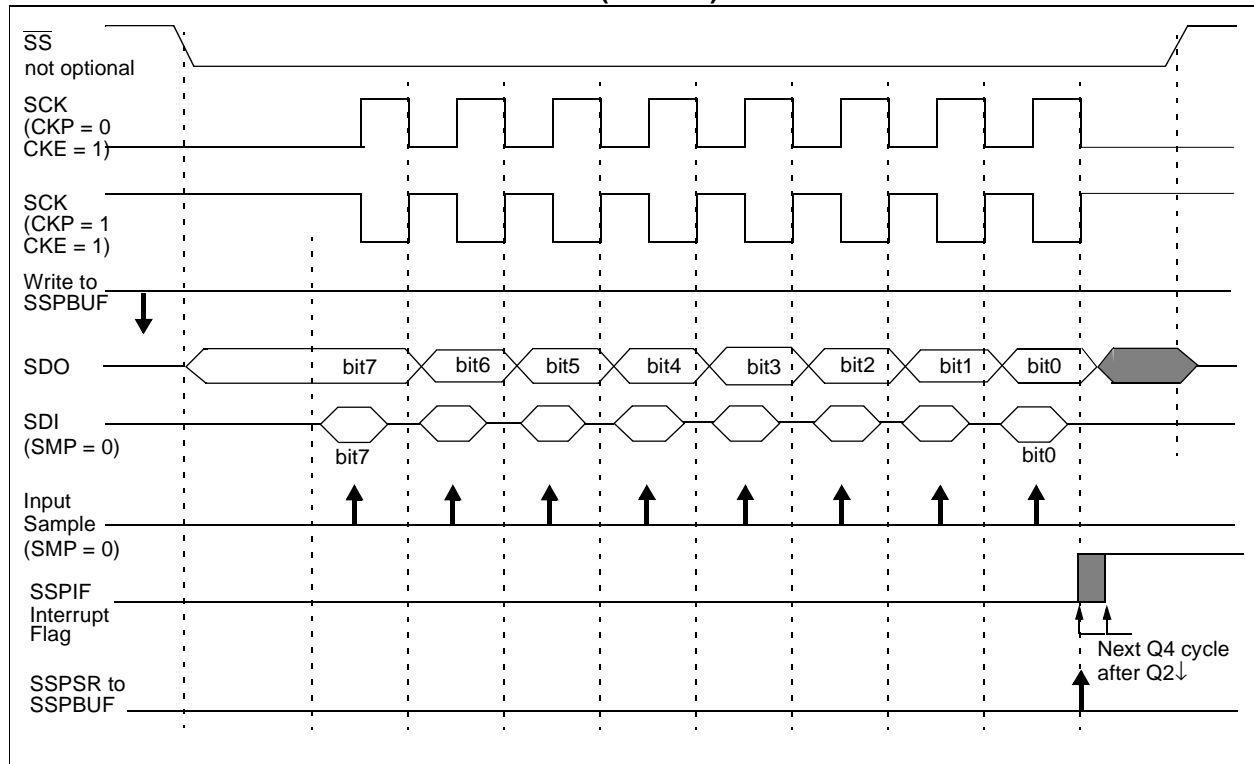 SS
not optional
SCK
(CKP = 0
CKE = 1)
SCK
(CKP = 1
CKE = 1)
Write to
SSPBUF
SDO
bit7
bit6
bit5
bit4
bit3
bit2
bit1
bit0
SDI
(SMP = 0)
bit7
bit0
Input
Sample
(SMP = 0)
SSPIF
Interrupt
Flag
Next Q4 cycle
after Q2↓
SSPSR to
SSPBUF